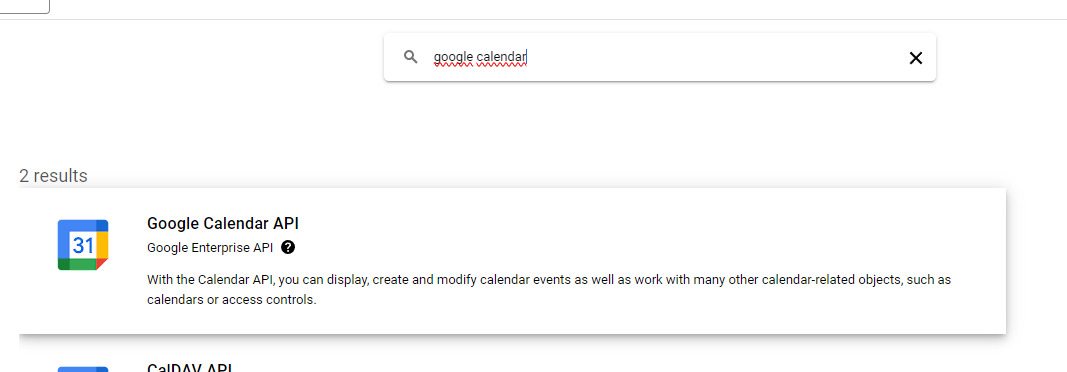 google calendar
2 results
31
Google Calendar API
Google Enterprise API
With the Calendar API, you can display, create and modify calendar events as well as work with many other calendar-related objects, such as
calendars or access controls.
CalDAV API